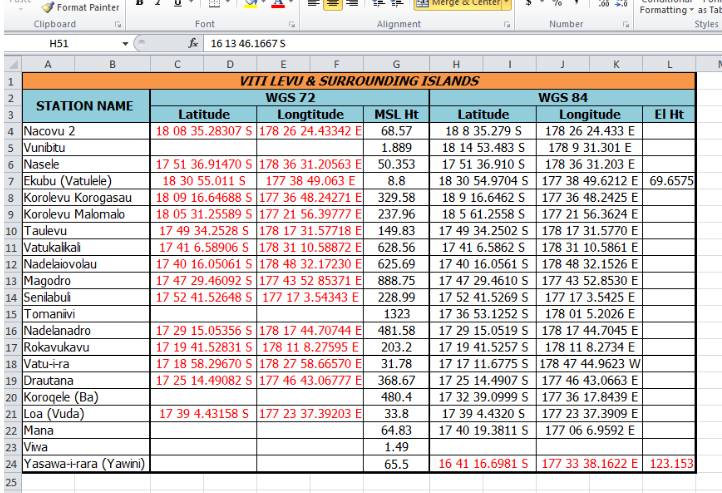 Format Painter
Merge & Center
Conditional
Formatting as Tab
Clipboard Font Alignment Number Styles
H51 fx 16 13 46.1667 S
A B C D E F G H I J K L
1 VITI LEVU & SURROUNDING ISLANDS
2 STATION NAME WGS 72 WGS 84
3 Latitude Longtitude MSL Ht Latitude Longtitude El Ht
4 Nacovu 2 18 08 35.28307 S 178 26 24.43342 E 68.57 18 8 35.279 S 178 26 24.433 E
5 Vunibitu 1.889 18 14 53.483 S 178 9 31.301 E
6 Nasele 17 51 36.91470 S 178 36 31.20563 E 50.353 17 51 36.910 S 178 36 31.203 E
7 Ekubu (Vatulele) 18 30 55.011 S 177 38 49.063 E 8.8 18 30 54.9704 S 177 38 49.6212 E 69.6575
8 Korolevu Korogasau 18 09 16.64688 S 177 36 48.24271 E 329.58 18 9 16.6462 S 177 36 48.2425 E
9 Korolevu Malomalo 18 05 31.25589 S 177 21 56.39777 E 237.96 18 5 61.2558 S 177 21 56.3624 E
10 Taulevu 17 49 34.2528 S 178 17 31.57718 E 149.83 17 49 34.2502 S 178 17 31.5770 E
11 Vatukalikali 17 41 6.58906 S 178 31 10.58872 E 628.56 17 41 6.5862 S 178 31 10.5861 E
12 Nadelaiovolau 17 40 16.05061 S 178 48 32.17230 E 625.69 17 40 16.0561 S 178 48 32.1526 E
13 Magodro 17 47 29.46092 S 177 43 52 85371 E 888.75 17 47 29.4610 S 177 43 52.8530 E
14 Senilabuli 17 52 41.52648 S 177 17 3.54343 E 228.99 17 52 41.5269 S 177 17 3.5425 E
15 Tomaniivi 1323 17 36 53.1252 S 178 01 5.2026 E
16 Nadelanadro 17 29 15.05356 S 178 17 44.70744 E 481.58 17 29 15.0519 S 178 17 44.7045 E
17 Rokavukavu 17 19 41.52831 S 178 11 8.27595 E 203.2 17 19 41.5257 S 178 11 8.2734 E
18 Vatu-i-ra 17 18 58.29670 S 178 27 58.66570 E 31.78 17 17 11.6775 S 178 47 44.9623 W
19 Drautana 17 25 14.49082 S 177 46 43.06777 E 368.67 17 25 14.4907 S 177 46 43.0663 E
20 Koroqele (Ba) 480.4 17 32 39.0999 S 177 36 17.8439 E
21 Loa (Vuda) 17 39 4.43158 S 177 23 37.39203 E 33.8 17 39 4.4320 S 177 23 37.3909 E
22 Mana 64.83 17 40 19.3811 S 177 06 6.9592 E
23 Viwa 1.49
24 Yasawa-i-rara (Yawini) 65.5 16 41 16.6981 S 177 33 38.1622 E 123.153
25